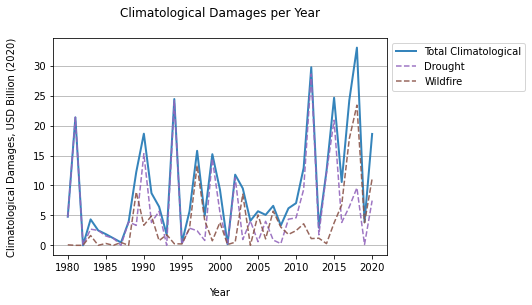 Climatological Damages per Year
Climatological Damages, USD Billion (2020)
30
25
20
15
10
5
0
1980 1985 1990 1995 2000 2005 2010 2015 2020
Year
Total Climatological
Drought
Wildfire